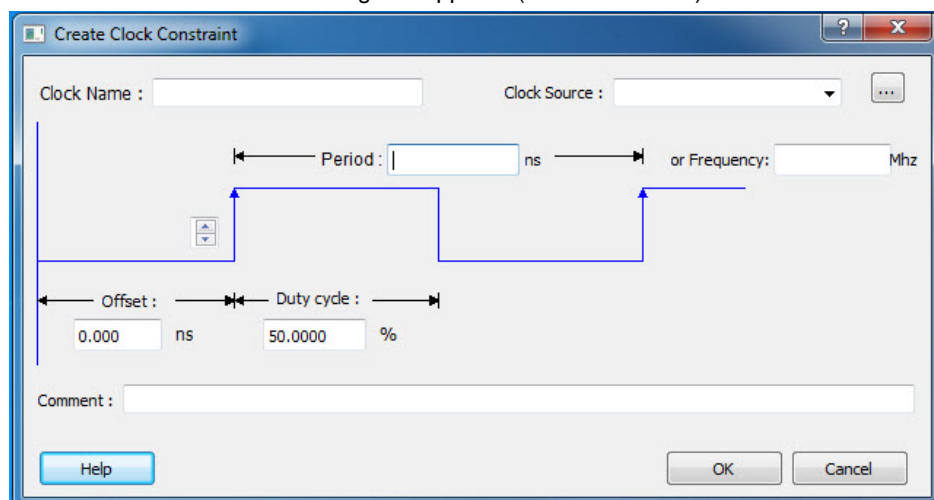 Create Clock Constraint ?
Clock Name : Clock Source : ...
Period : ns or Frequency: Mhz
Offset : Duty cycle :
0.000 ns 50.0000 %
Comment :
Help OK Cancel